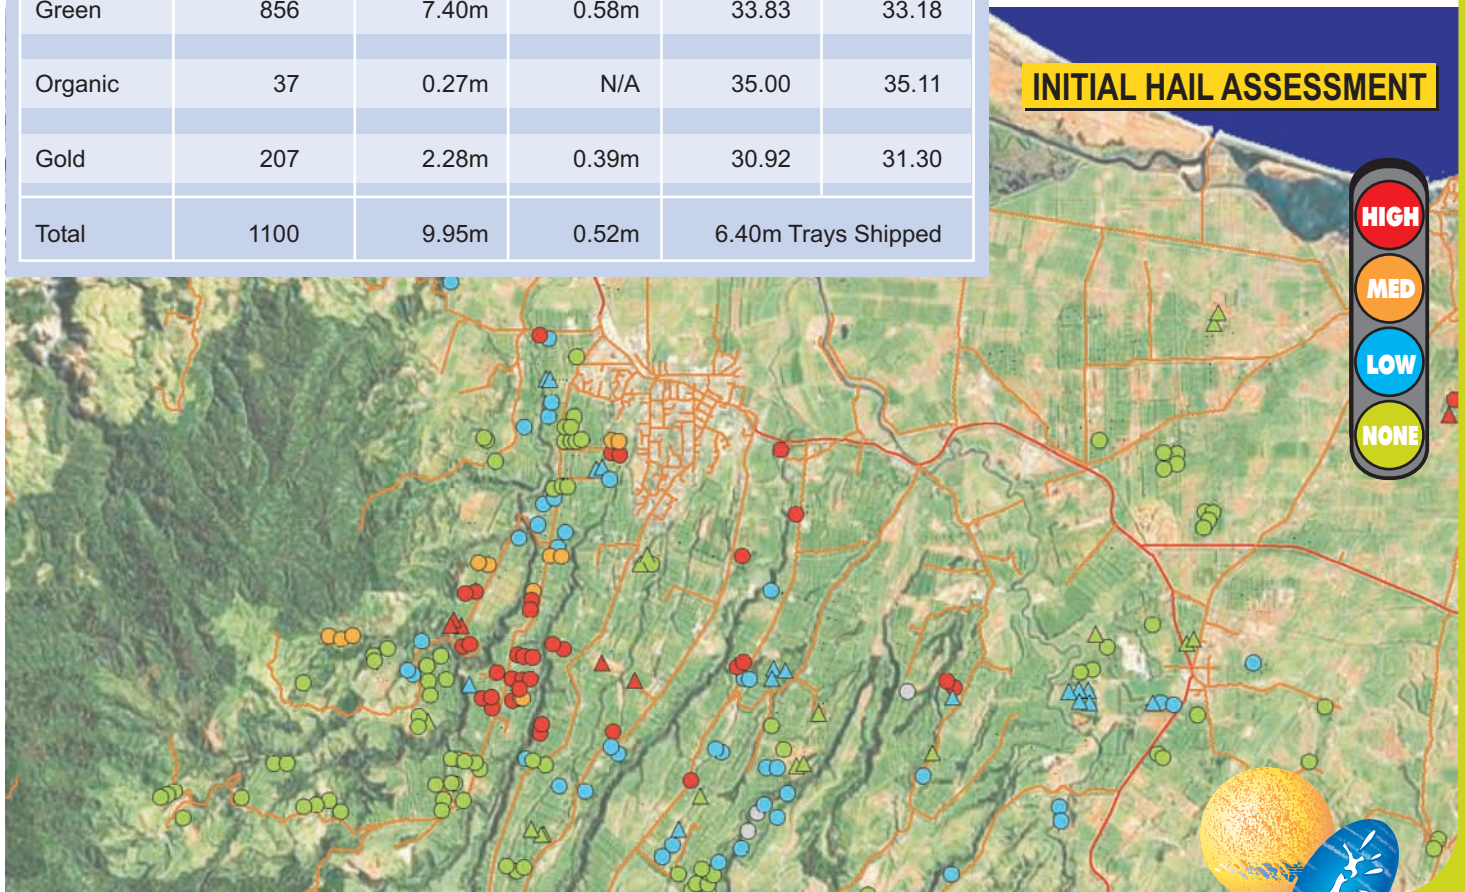 Green 856 7.40m 0.58m 33.83 33.18
Organic 37 0.27m N/A 35.00 35.11
Gold 207 2.28m 0.39m 30.92 31.30
Total 1100 9.95m 0.52m 6.40m Trays Shipped
INITIAL HAIL ASSESSMENT
HIGH
MED
LOW
NONE